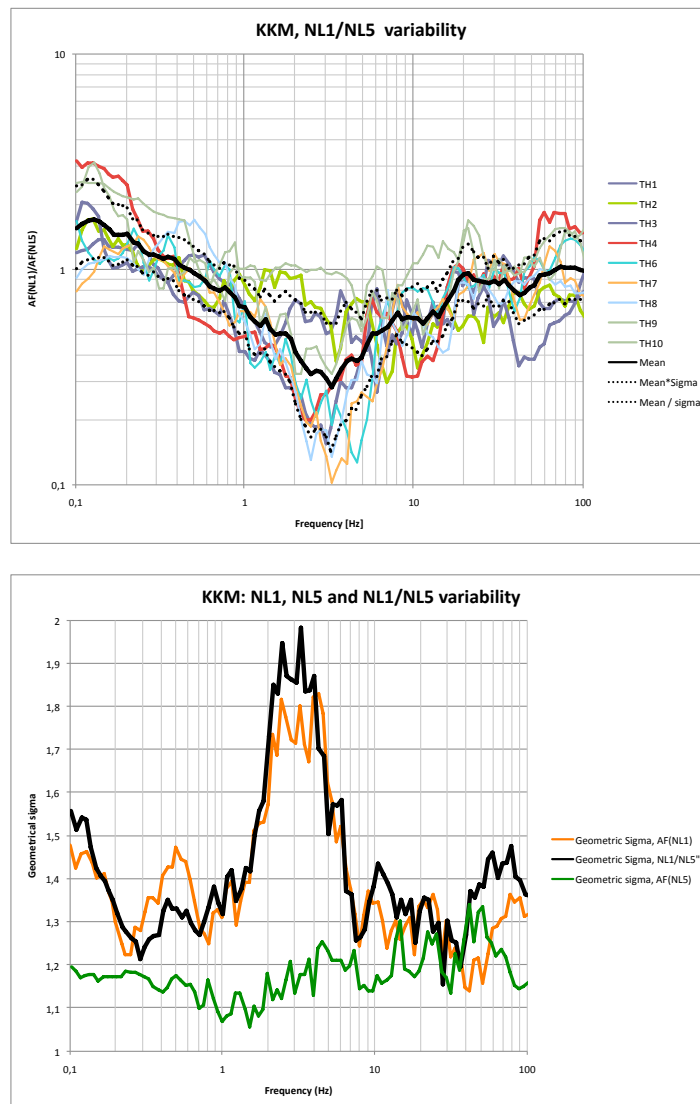 KKM, NL1/NL5 variability
10
1
0,1
0,1
1
10
100
AF(NL1)/AF(NL5)
Frequency [Hz]
TH1
TH2
TH3
TH4
TH6
TH7
TH8
TH9
TH10
Mean
Mean*Sigma
Mean / sigma
KKM: NL1, NL5 and NL1/NL5 variability
2
1,9
1,8
1,7
1,6
1,5
1,4
1,3
1,2
1,1
1
0,1
1
10
100
Geometrical sigma
Frequency (Hz)
Geometric Sigma, AF(NL1)
Geometric Sigma, NL1/NL5"
Geometric sigma, AF(NL5)